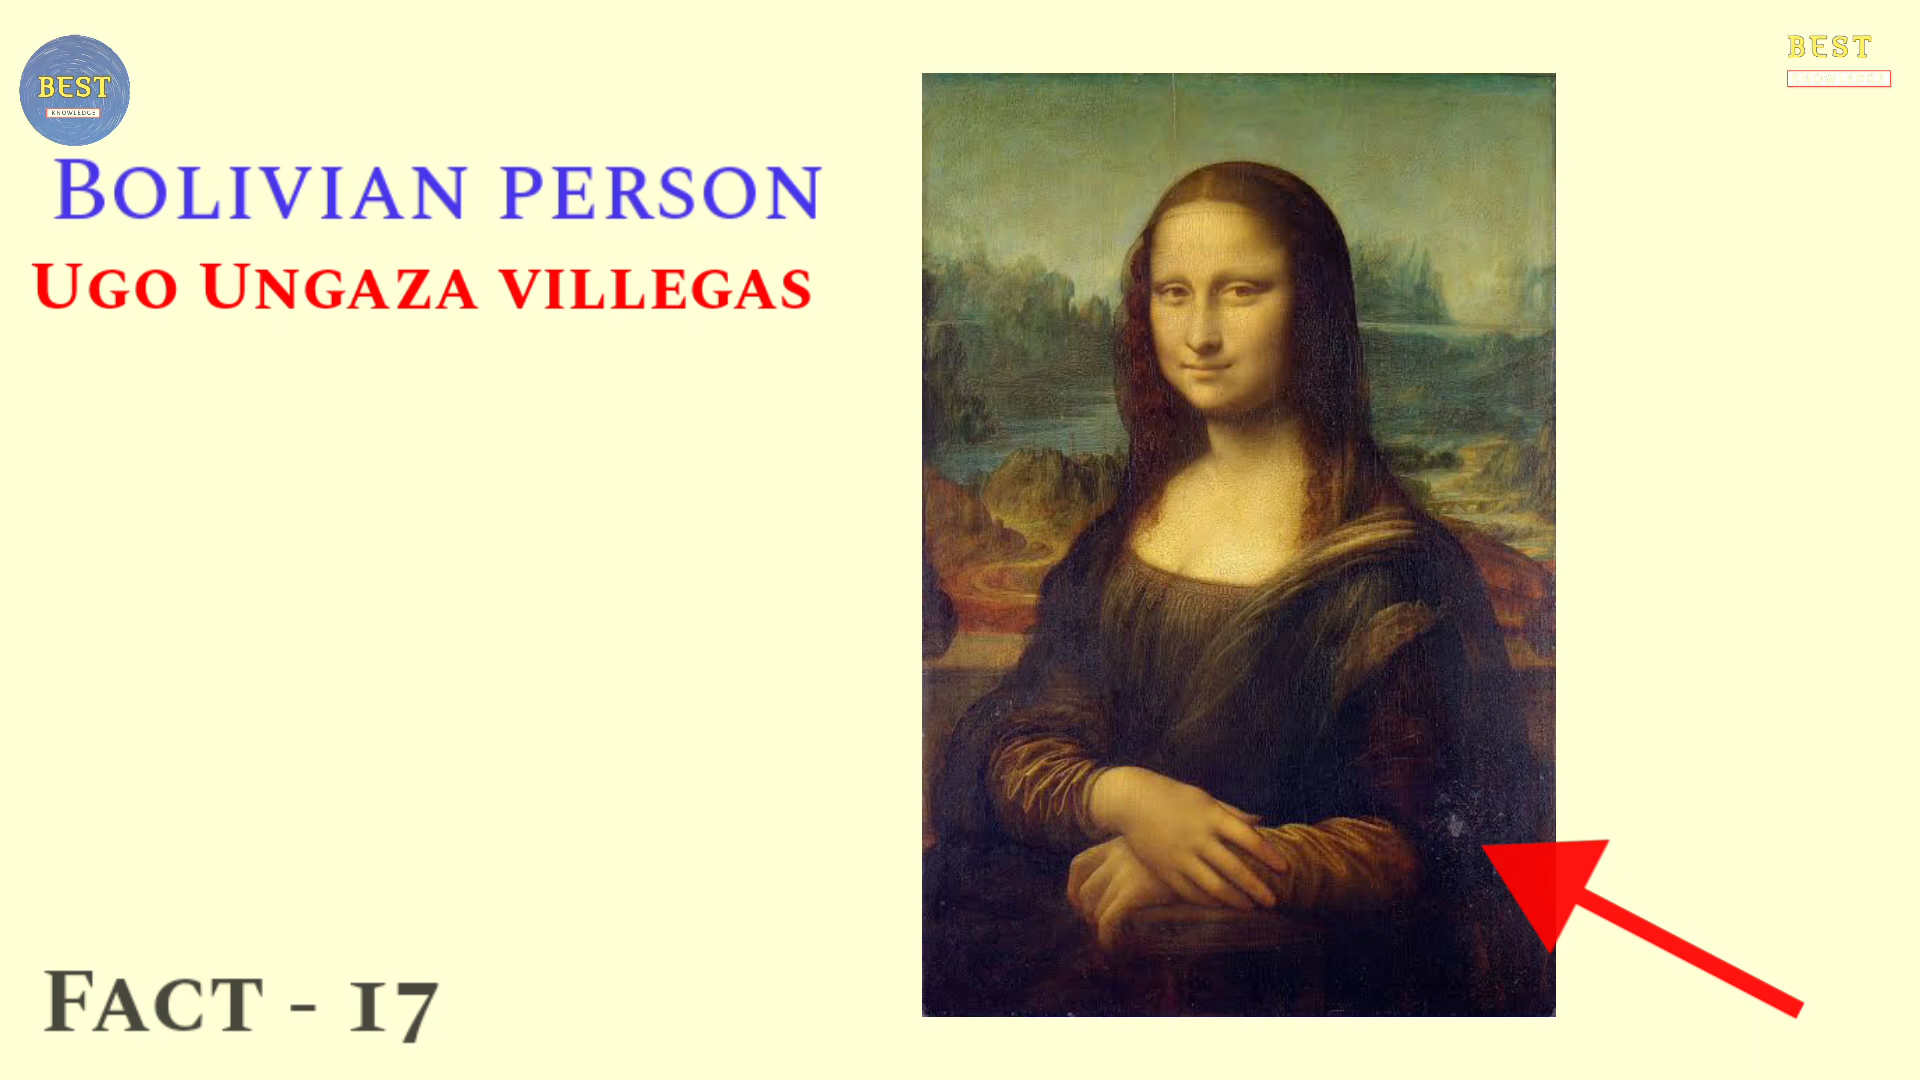 BEST
KNOWLEDGE
BEST
Bolivian person
Ugo Ungaza villegas
Fact - 17